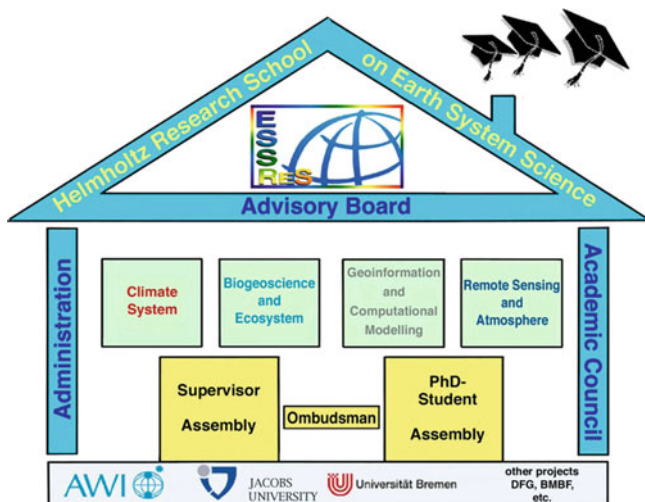 Helmholtz Research School
on Earth System Science
ESSReS
Advisory Board
Administration
Academic Council
Climate
System
Biogeoscience
and
Ecosystem
Geoinformation
and
Computational
Modelling
Remote Sensing
and
Atmosphere
Supervisor
Assembly
Ombudsman
PhD-
Student
Assembly
AWI
JACOBS
UNIVERSITY
Universität Bremen
other projects
DFG, BMBF,
etc.